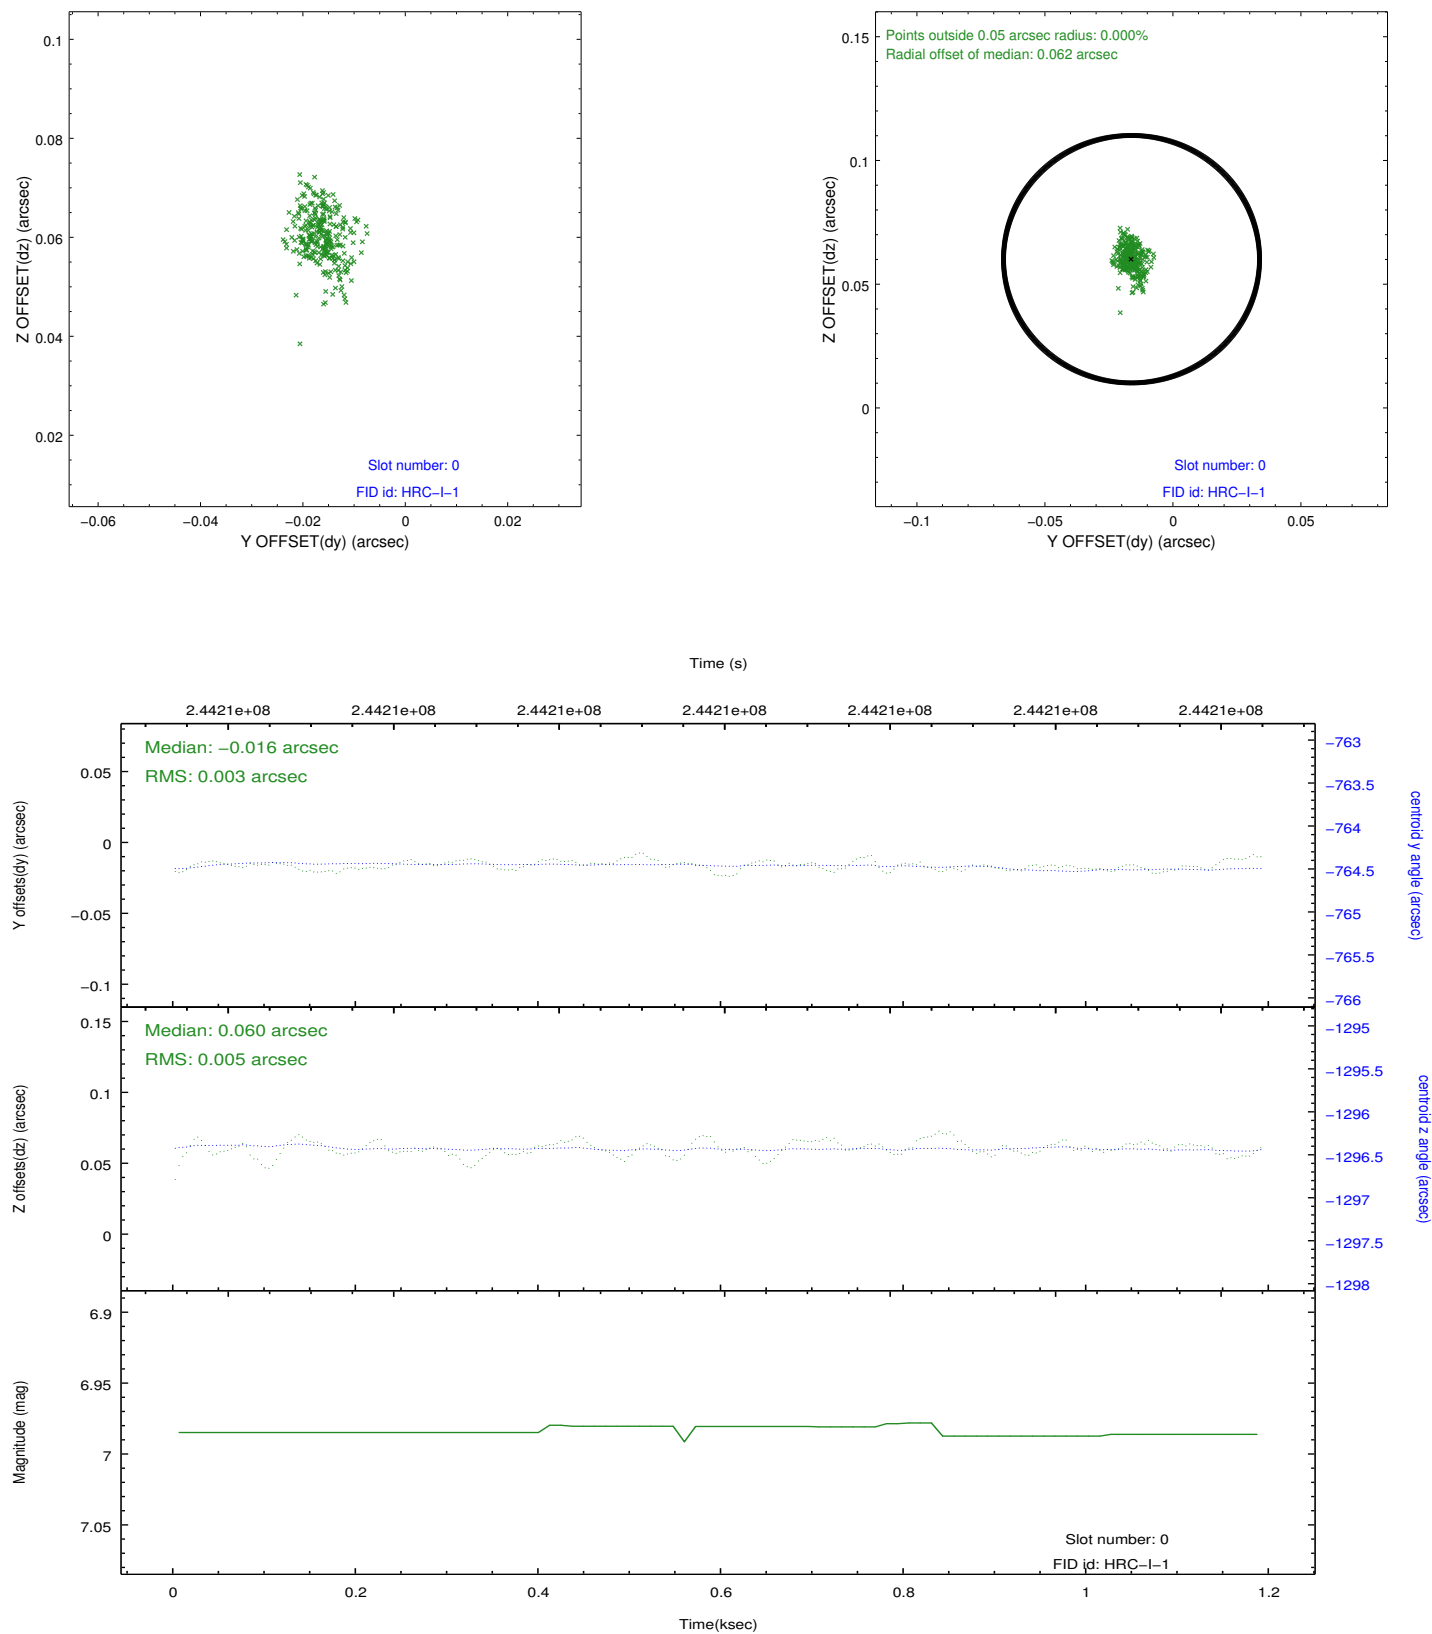 0.1
0.08
0.06
0.04
0.02
Z OFFSET(dz) (arcsec)
Slot number: 0
FID id: HRC−I−1
−0.06
−0.04
−0.02
0
0.02
Y OFFSET(dy) (arcsec)
Points outside 0.05 arcsec radius: 0.000%
Radial offset of median: 0.062 arcsec
0.15
0.1
0.05
0
Z OFFSET(dz) (arcsec)
Slot number: 0
FID id: HRC−I−1
−0.1
−0.05
0
0.05
Y OFFSET(dy) (arcsec)
Time (s)
2.4421e+08
2.4421e+08
2.4421e+08
2.4421e+08
2.4421e+08
2.4421e+08
2.4421e+08
Median: −0.016 arcsec
RMS: 0.003 arcsec
0.05
0
−0.05
−0.1
Y offsets(dy) (arcsec)
−763
−763.5
−764
−764.5
−765
−765.5
−766
centroid y angle (arcsec)
Median: 0.060 arcsec
RMS: 0.005 arcsec
0.15
0.1
0.05
0
Z offsets(dz) (arcsec)
−1295
−1295.5
−1296
−1296.5
−1297
−1297.5
−1298
centroid z angle (arcsec)
6.9
6.95
7
7.05
Magnitude (mag)
Slot number: 0
FID id: HRC−I−1
0
0.2
0.4
0.6
0.8
1
1.2
Time(ksec)